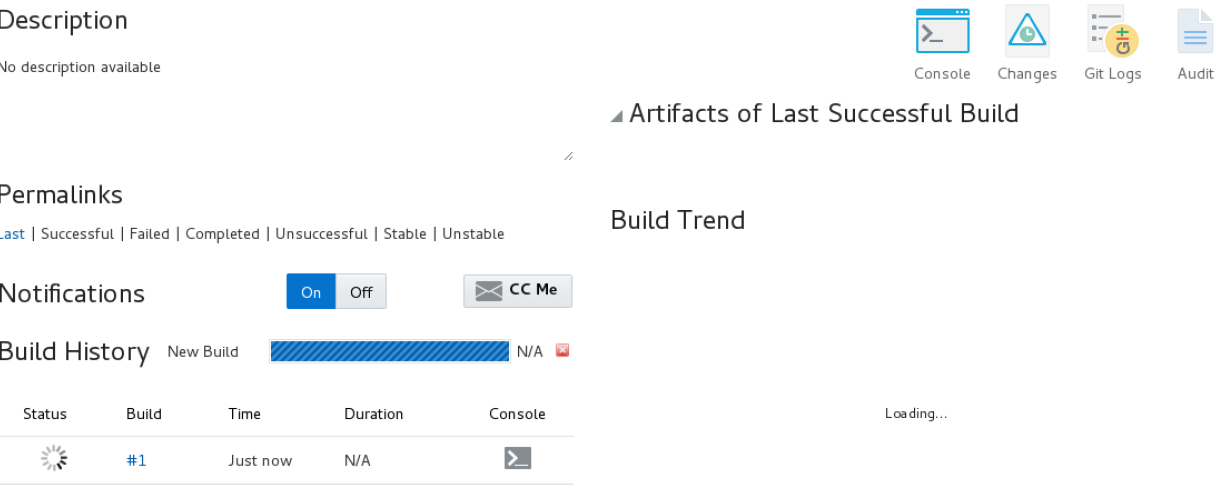 Description
No description available
Console Changes Git Logs Audit
Artifacts of Last Successful Build
Permalinks
Last | Successful | Failed | Completed | Unsuccessful | Stable | Unstable
Build Trend
Notifications On Off CC Me
Build History New Build N/A
Status Build Time Duration Console
#1 Just now N/A
Loading...